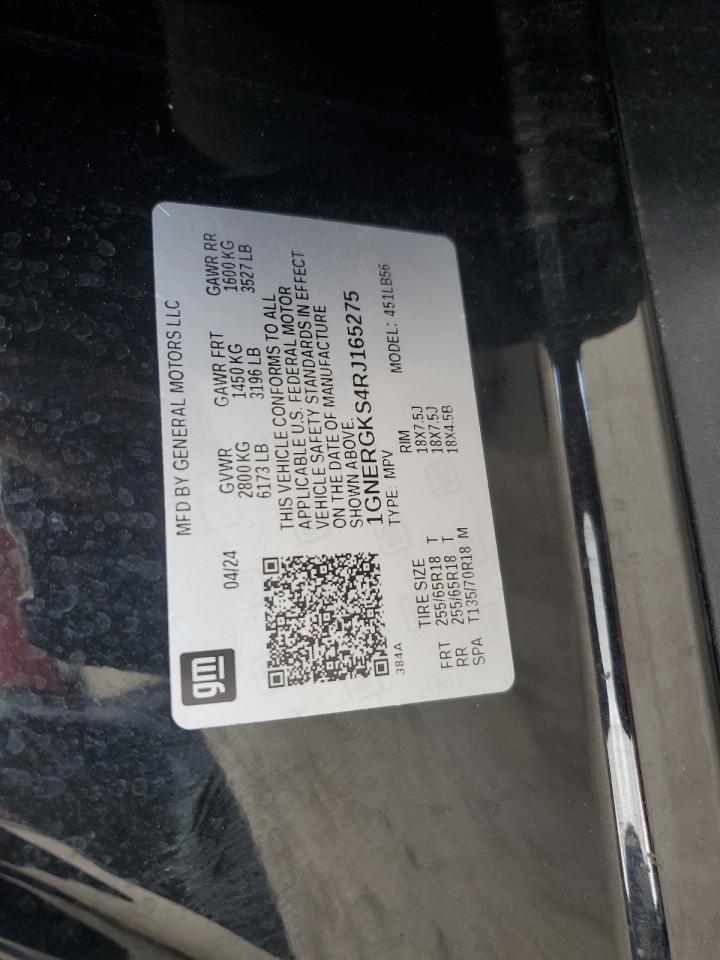 gm
MFD BY GENERAL MOTORS LLC
04/24
GVWR GAWR FRT GAWR RR
2800 KG 1450 KG 1600 KG
6173 LB 3196 LB 3527 LB
THIS VEHICLE CONFORMS TO ALL
APPLICABLE U.S. FEDERAL MOTOR
VEHICLE SAFETY STANDARDS IN EFFECT
ON THE DATE OF MANUFACTURE
SHOWN ABOVE.
1GNERGKS4RJ165275
TYPE: MPV MODEL: 451LB56
384A
TIRE SIZE RIM
FRT 255/65R18 T 18X7.5J
RR 255/65R18 T 18X7.5J
SPA T135/70R18 M 18X4.5B